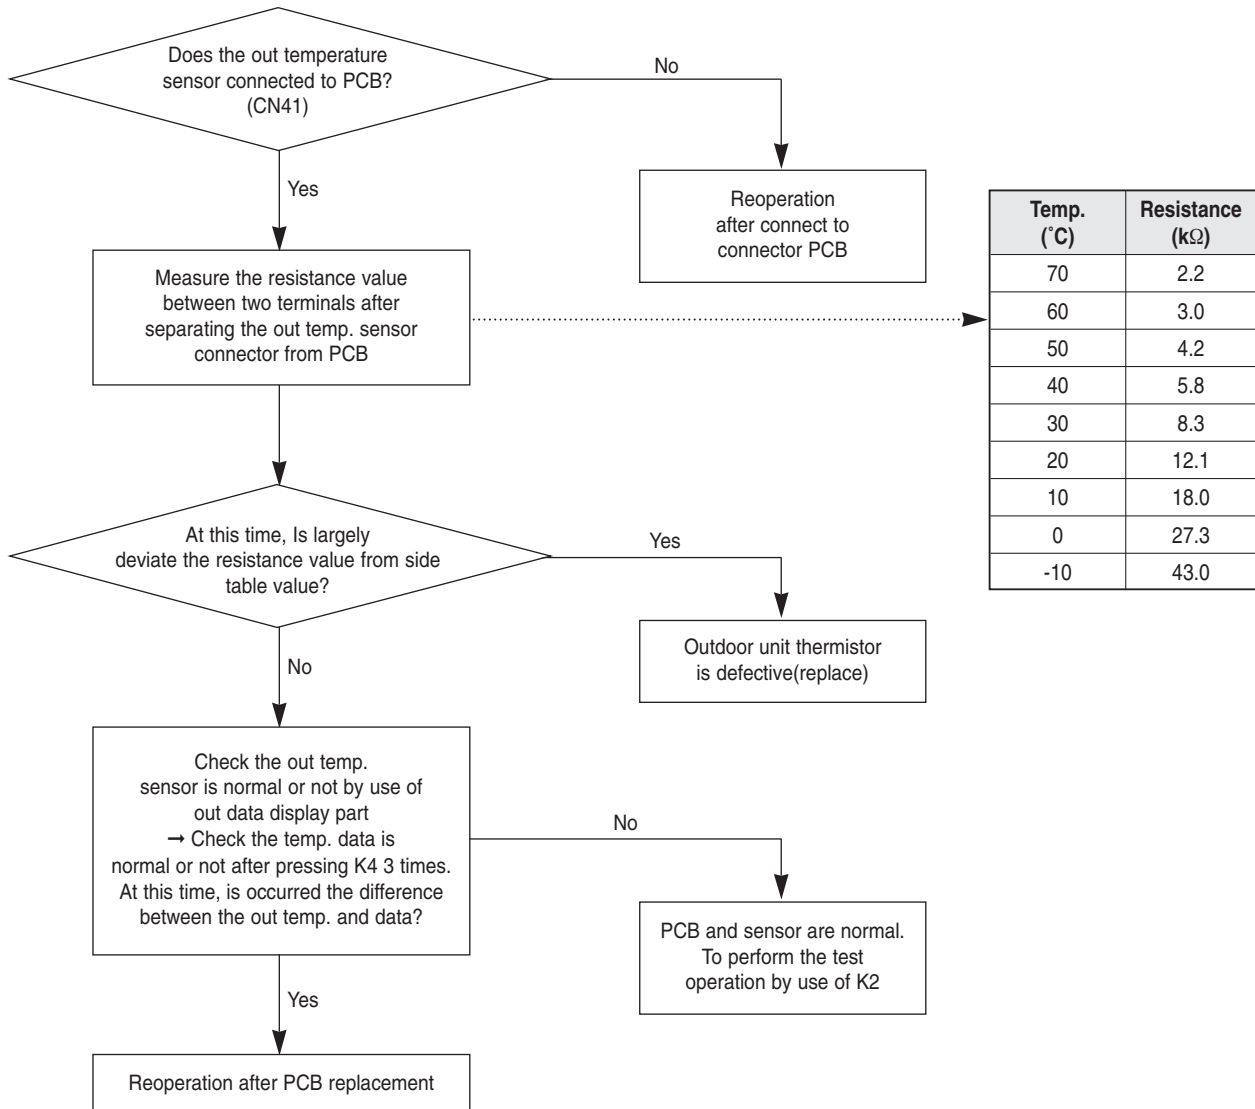 Does the out temperature
sensor connected to PCB?
(CN41)
No
Yes
Reoperation
after connect to
connector PCB
Measure the resistance value
between two terminals after
separating the out temp. sensor
connector from PCB
Temp. Resistance
(˚C) (kΩ)
70 2.2
60 3.0
50 4.2
40 5.8
30 8.3
20 12.1
10 18.0
0 27.3
-10 43.0
At this time, Is largely
deviate the resistance value from side
table value?
Yes
No
Outdoor unit thermistor
is defective(replace)
Check the out temp.
sensor is normal or not by use of
out data display part
→ Check the temp. data is
normal or not after pressing K4 3 times.
At this time, is occurred the difference
between the out temp. and data?
No
Yes
PCB and sensor are normal.
To perform the test
operation by use of K2
Reoperation after PCB replacement